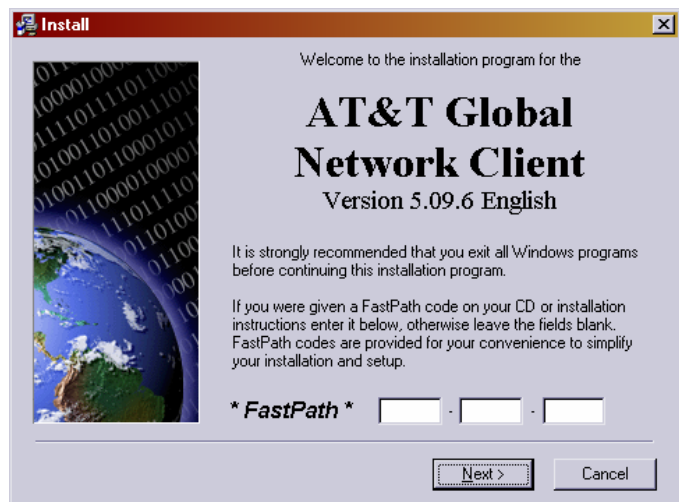 Install
Welcome to the installation program for the
AT&T Global
Network Client
Version 5.09.6 English
It is strongly recommended that you exit all Windows programs
before continuing this installation program.
If you were given a FastPath code on your CD or installation
instructions enter it below, otherwise leave the fields blank.
FastPath codes are provided for your convenience to simplify
your installation and setup.
* FastPath * - -
Next >
Cancel